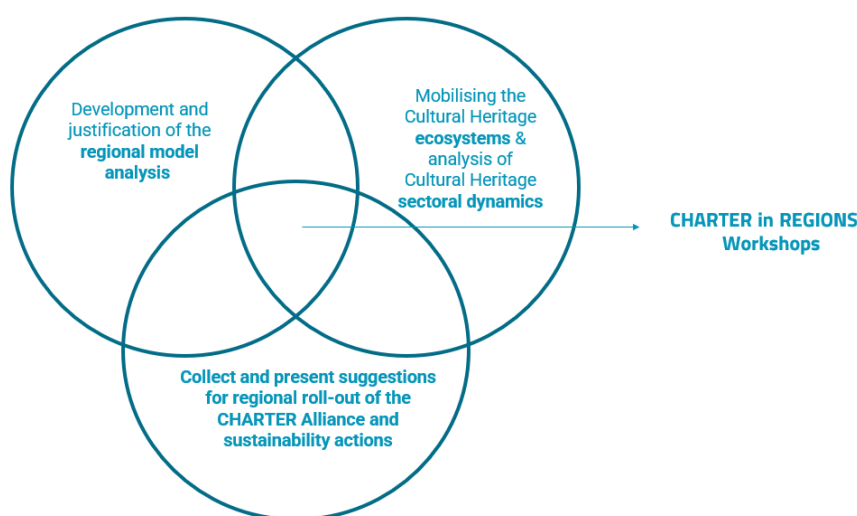 Development and
justification of the
regional model
analysis
Mobilising the
Cultural Heritage
ecosystems &
analysis of
Cultural Heritage
sectoral dynamics
CHARTER in REGIONS
Workshops
Collect and present suggestions
for regional roll-out of the
CHARTER Alliance and
sustainability actions